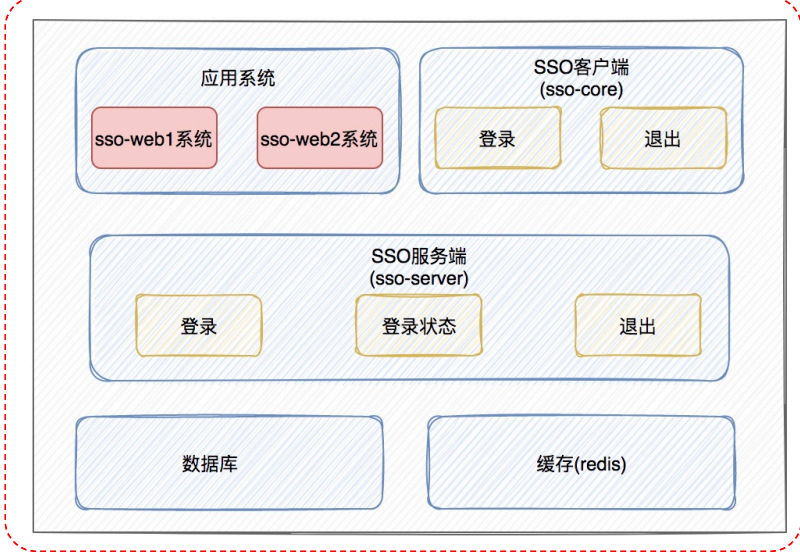 应用系统
sso-web1系统
sso-web2系统
SSO客户端
(sso-core)
登录
退出
SSO服务端
(sso-server)
登录
登录状态
退出
数据库
缓存(redis)